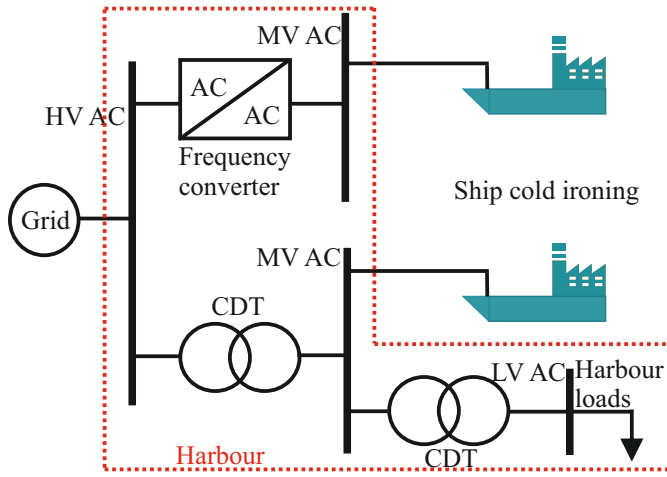 MV AC
HV AC
AC
AC
Frequency
converter
Ship cold ironing
Grid
MV AC
CDT
LV AC
Harbour
loads
CDT
Harbour